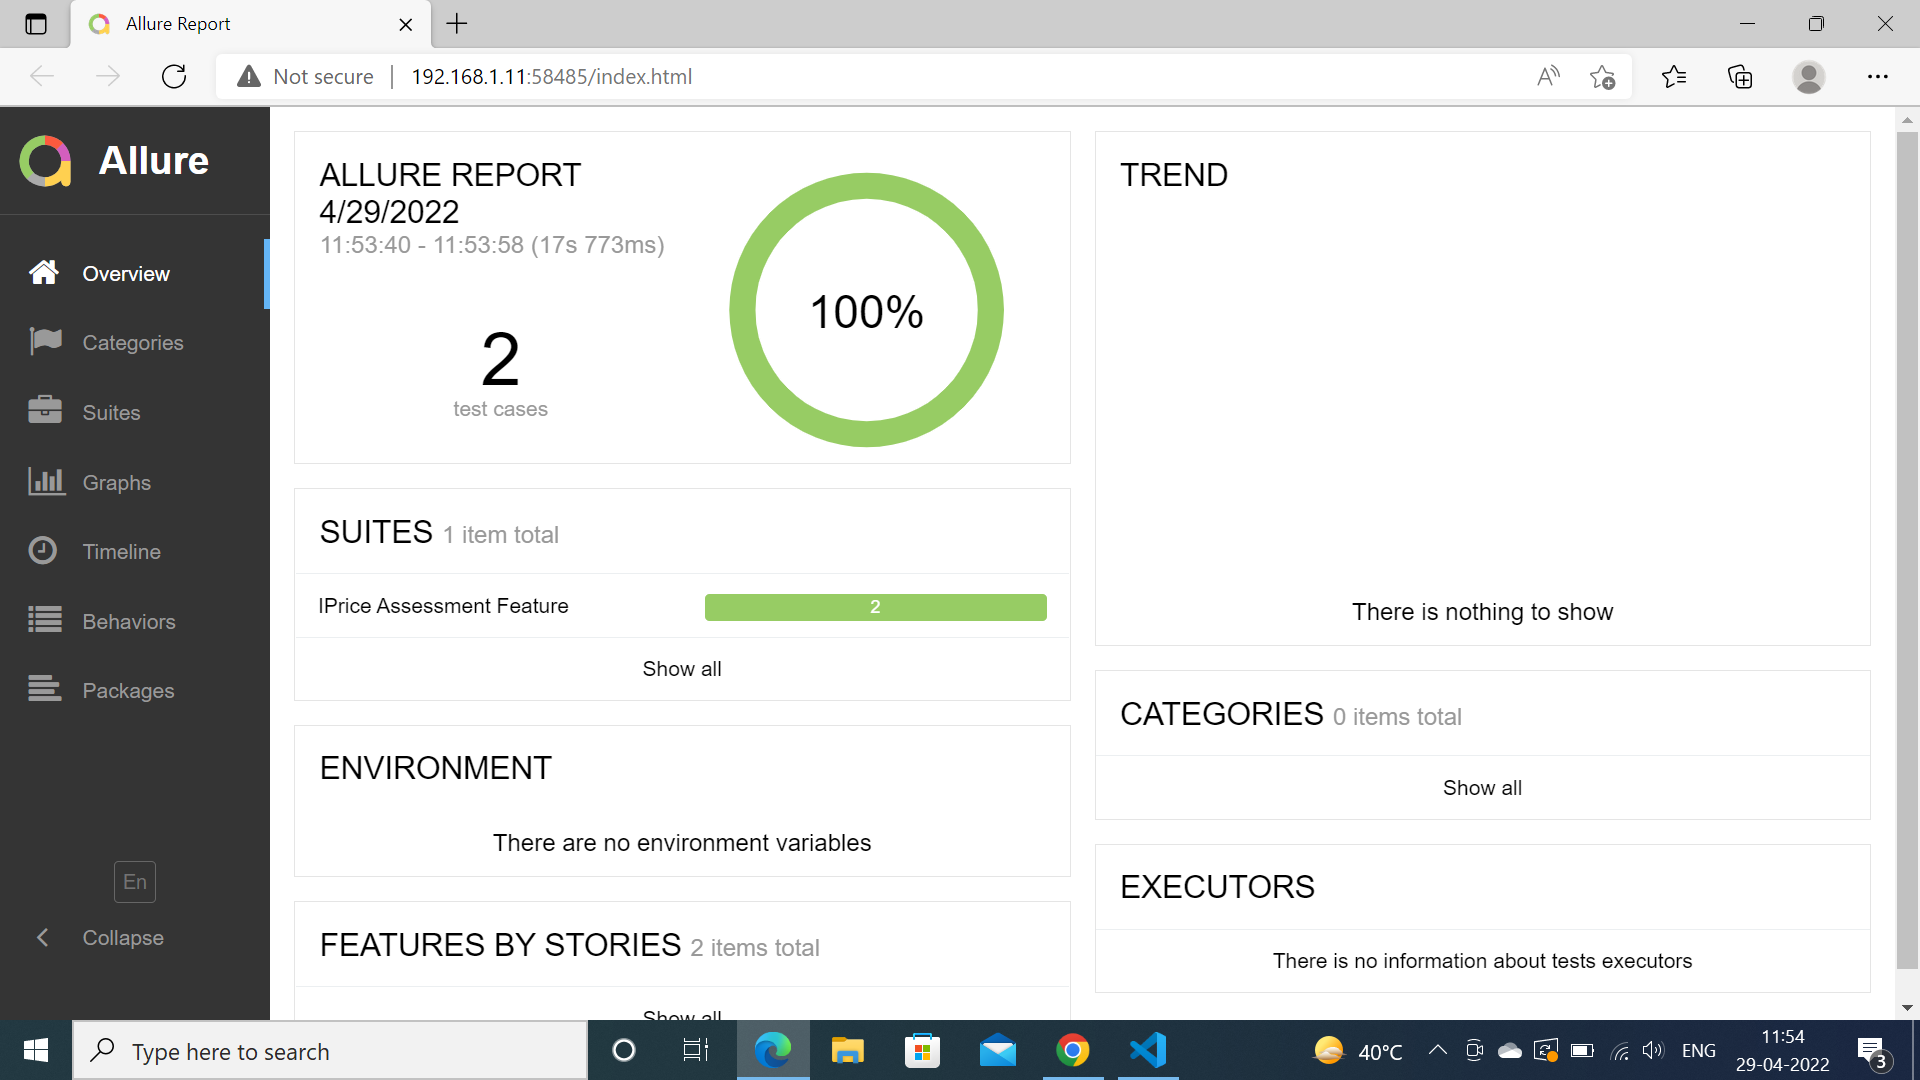 Allure Report
Not secure
192.168.1.11:58485/index.html
Allure
Overview
Categories
Suites
Graphs
Timeline
Behaviors
Packages
En
Collapse
ALLURE REPORT
4/29/2022
11:53:40 - 11:53:58 (17s 773ms)
2
test cases
100%
SUITES 1 item total
IPrice Assessment Feature
2
Show all
ENVIRONMENT
There are no environment variables
FEATURES BY STORIES 2 items total
Show all
TREND
There is nothing to show
CATEGORIES 0 items total
Show all
EXECUTORS
There is no information about tests executors
Type here to search
40°C
ENG
11:54
29-04-2022
3